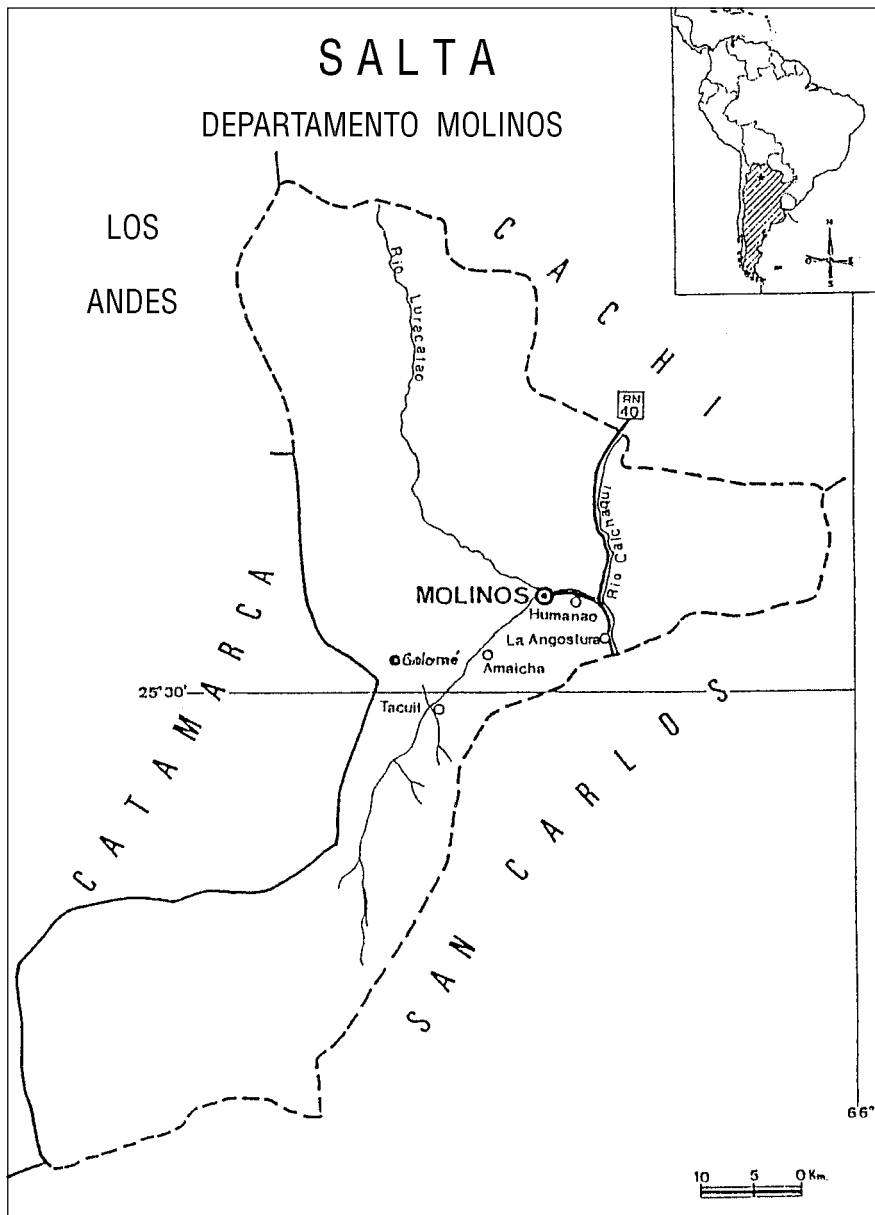 SALTA
DEPARTAMENTO MOLINOS
LOS
ANDES
CACHI
N
O E
S
Río Luracatao
RN
40
Río Calchaquí
MOLINOS
Humanao
La Angostura
Golomé
Amaicha
25°30'
Tacuil
CATAMARCA
SAN CARLOS
66°
10 5 0 Km.